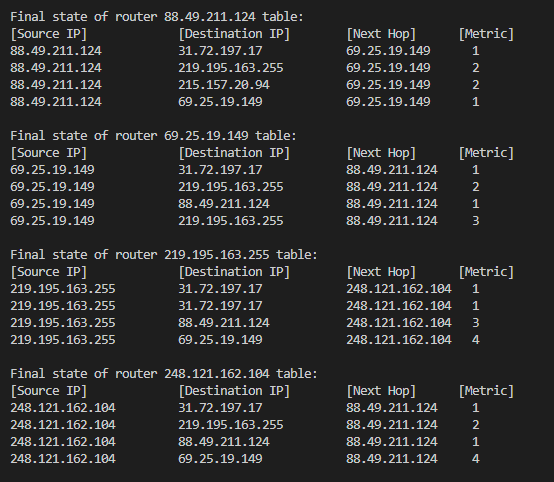 Final state of router 88.49.211.124 table:
[Source IP] [Destination IP] [Next Hop] [Metric]
88.49.211.124 31.72.197.17 69.25.19.149 1
88.49.211.124 219.195.163.255 69.25.19.149 2
88.49.211.124 215.157.20.94 69.25.19.149 2
88.49.211.124 69.25.19.149 69.25.19.149 1
Final state of router 69.25.19.149 table:
[Source IP] [Destination IP] [Next Hop] [Metric]
69.25.19.149 31.72.197.17 88.49.211.124 1
69.25.19.149 219.195.163.255 88.49.211.124 2
69.25.19.149 88.49.211.124 88.49.211.124 1
69.25.19.149 219.195.163.255 88.49.211.124 3
Final state of router 219.195.163.255 table:
[Source IP] [Destination IP] [Next Hop] [Metric]
219.195.163.255 31.72.197.17 248.121.162.104 1
219.195.163.255 31.72.197.17 248.121.162.104 1
219.195.163.255 88.49.211.124 248.121.162.104 3
219.195.163.255 69.25.19.149 248.121.162.104 4
Final state of router 248.121.162.104 table:
[Source IP] [Destination IP] [Next Hop] [Metric]
248.121.162.104 31.72.197.17 88.49.211.124 1
248.121.162.104 219.195.163.255 88.49.211.124 2
248.121.162.104 88.49.211.124 88.49.211.124 1
248.121.162.104 69.25.19.149 88.49.211.124 4